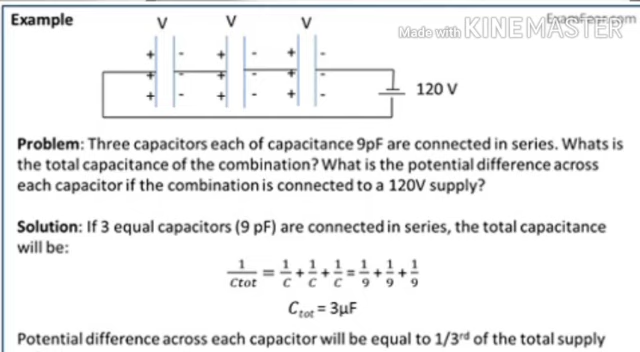 Example
V V V
ExamFear.com
Made with KINEMASTER
+ - + - + -
+ + +
+ - + - + -
120 V
Problem: Three capacitors each of capacitance 9pF are connected in series. Whats is
the total capacitance of the combination? What is the potential difference across
each capacitor if the combination is connected to a 120V supply?
Solution: If 3 equal capacitors (9 pF) are connected in series, the total capacitance
will be:
1/Ctot = 1/C + 1/C + 1/C = 1/9 + 1/9 + 1/9
Ctot = 3μF
Potential difference across each capacitor will be equal to 1/3rd of the total supply